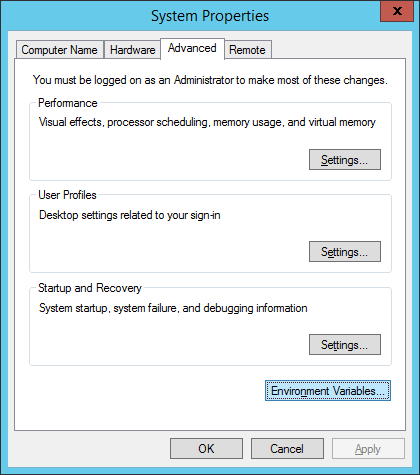 System Properties
x
Computer Name Hardware Advanced Remote
You must be logged on as an Administrator to make most of these changes.
Performance
Visual effects, processor scheduling, memory usage, and virtual memory
Settings...
User Profiles
Desktop settings related to your sign-in
Settings...
Startup and Recovery
System startup, system failure, and debugging information
Settings...
Environment Variables...
OK Cancel Apply